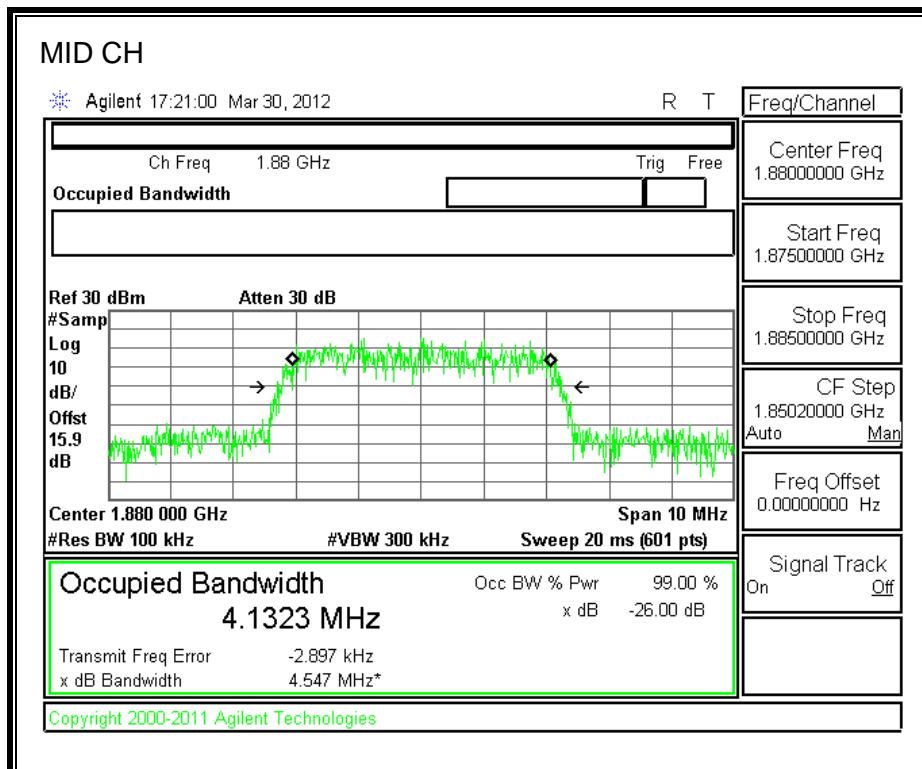 MID CH
Agilent 17:21:00 Mar 30, 2012 R T
Freq/Channel
Ch Freq 1.88 GHz Trig Free
Occupied Bandwidth
Center Freq
1.88000000 GHz
Start Freq
1.87500000 GHz
Ref 30 dBm Atten 30 dB
#Samp
Log
10
dB/
Offst
15.9
dB
Stop Freq
1.88500000 GHz
CF Step
1.85020000 GHz
Auto Man
Freq Offset
0.00000000 Hz
Center 1.880 000 GHz Span 10 MHz
#Res BW 100 kHz #VBW 300 kHz Sweep 20 ms (601 pts)
Signal Track
On Off
Occupied Bandwidth Occ BW % Pwr 99.00 %
4.1323 MHz x dB -26.00 dB
Transmit Freq Error -2.897 kHz
x dB Bandwidth 4.547 MHz*
Copyright 2000-2011 Agilent Technologies